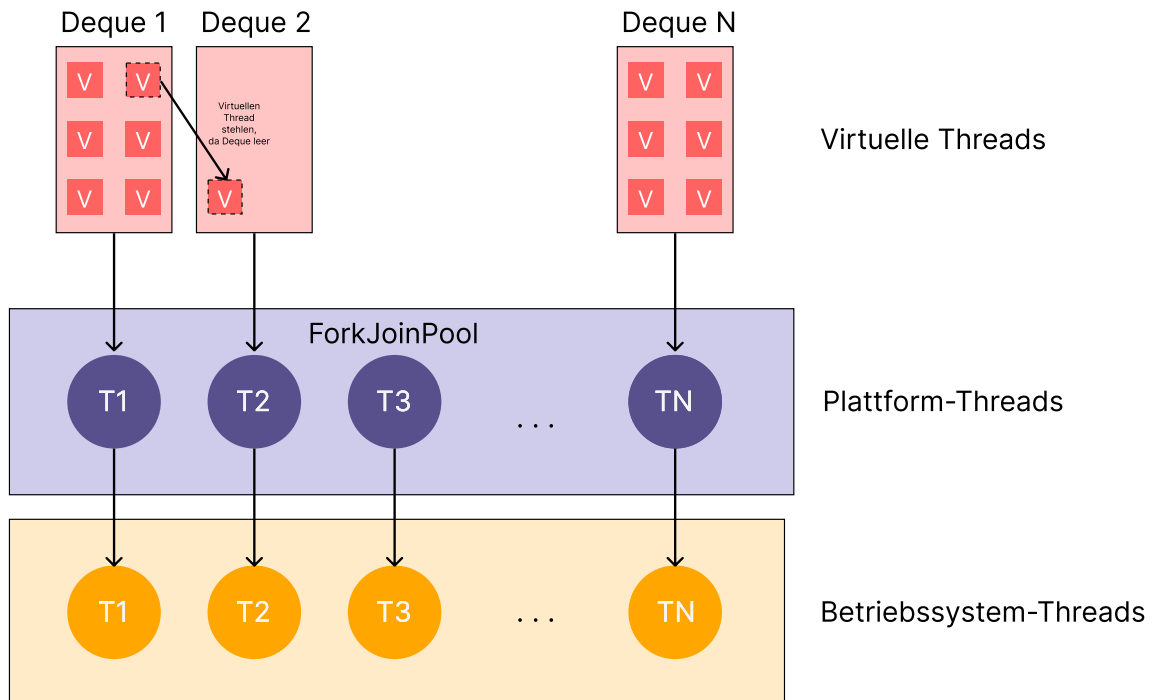 Deque 1
Deque 2
Deque N
V
V
V
V
V
V
Virtuellen
Thread
stehlen,
da Deque leer
V
V
V
V
V
V
V
Virtuelle Threads
ForkJoinPool
T1
T2
T3
...
TN
Plattform-Threads
T1
T2
T3
...
TN
Betriebssystem-Threads